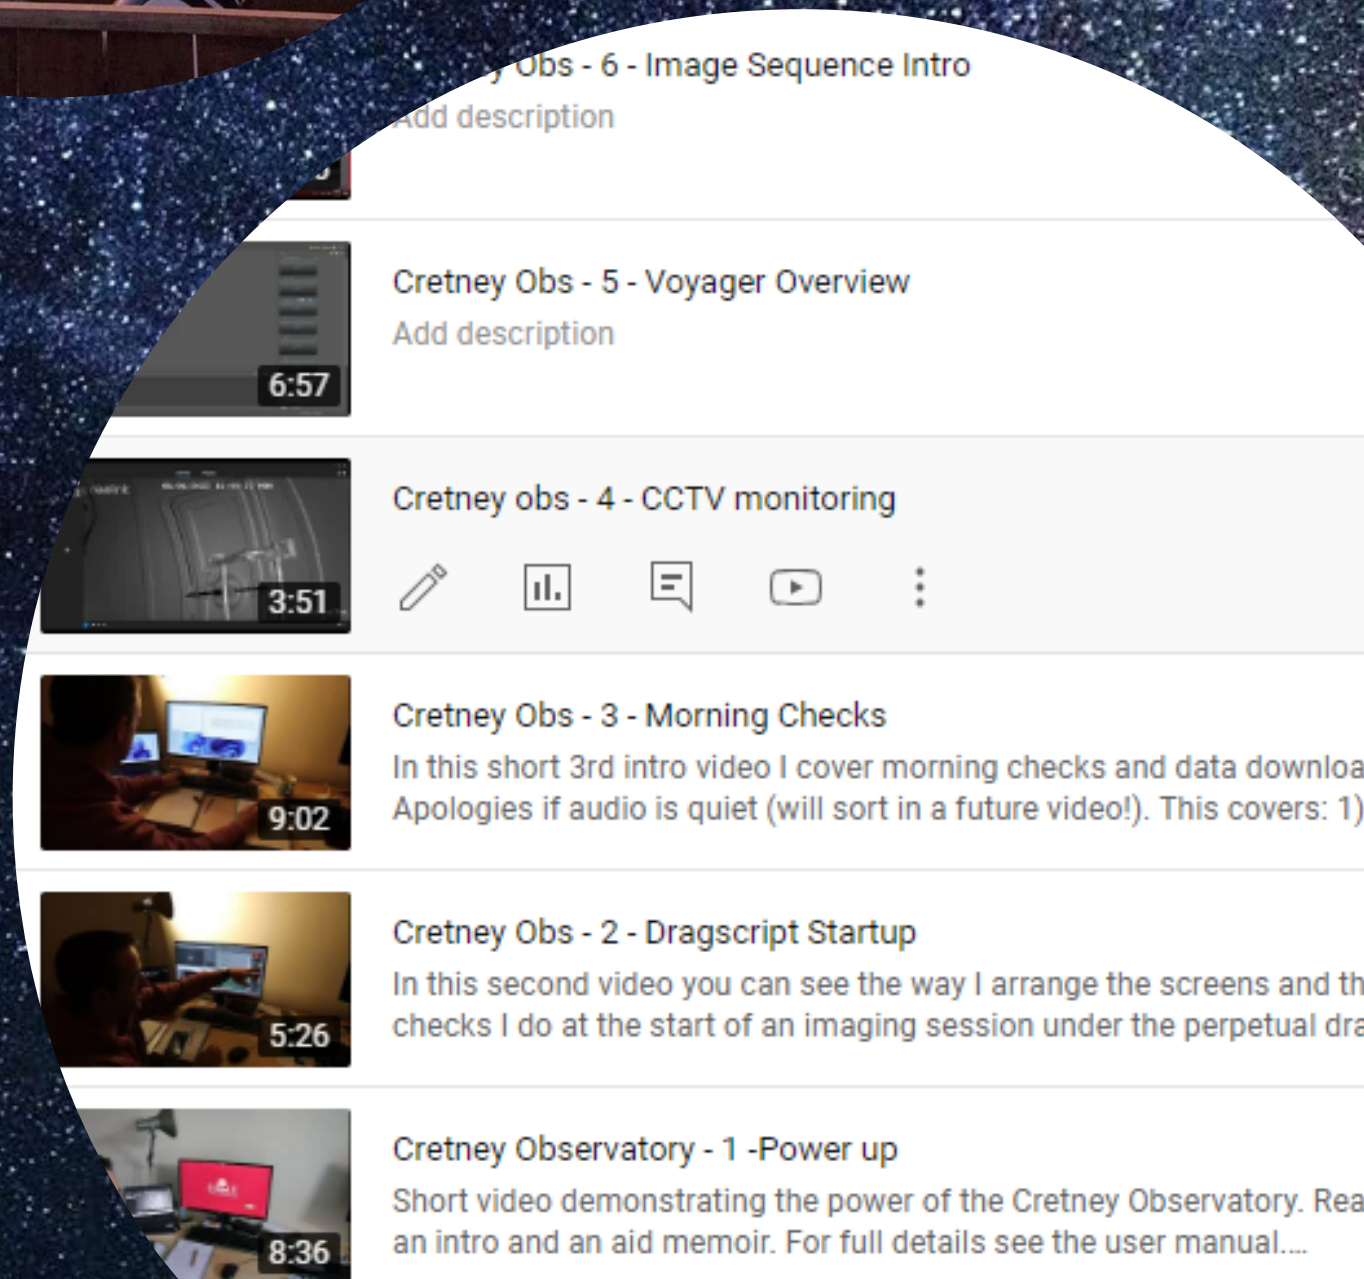 Obs - 6 - Image Sequence Intro
Add description
Cretney Obs - 5 - Voyager Overview
Add description
6:57
Cretney obs - 4 - CCTV monitoring
3:51
Cretney Obs - 3 - Morning Checks
In this short 3rd intro video I cover morning checks and data downloa
Apologies if audio is quiet (will sort in a future video!). This covers: 1)
9:02
Cretney Obs - 2 - Dragscript Startup
In this second video you can see the way I arrange the screens and th
checks I do at the start of an imaging session under the perpetual dra
5:26
Cretney Observatory - 1 -Power up
Short video demonstrating the power of the Cretney Observatory. Rea
an intro and an aid memoir. For full details see the user manual....
8:36